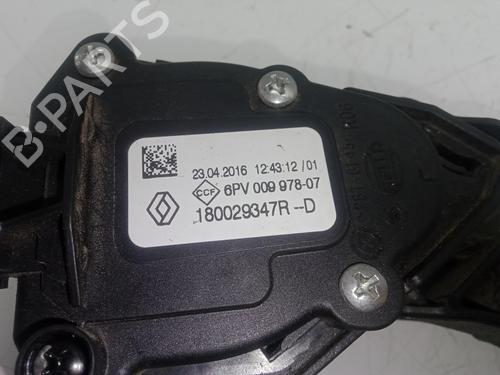 B-PARTS
23.04.2016 12:43:12 /01
CCF 6PV 009 978-07
180029347R--D